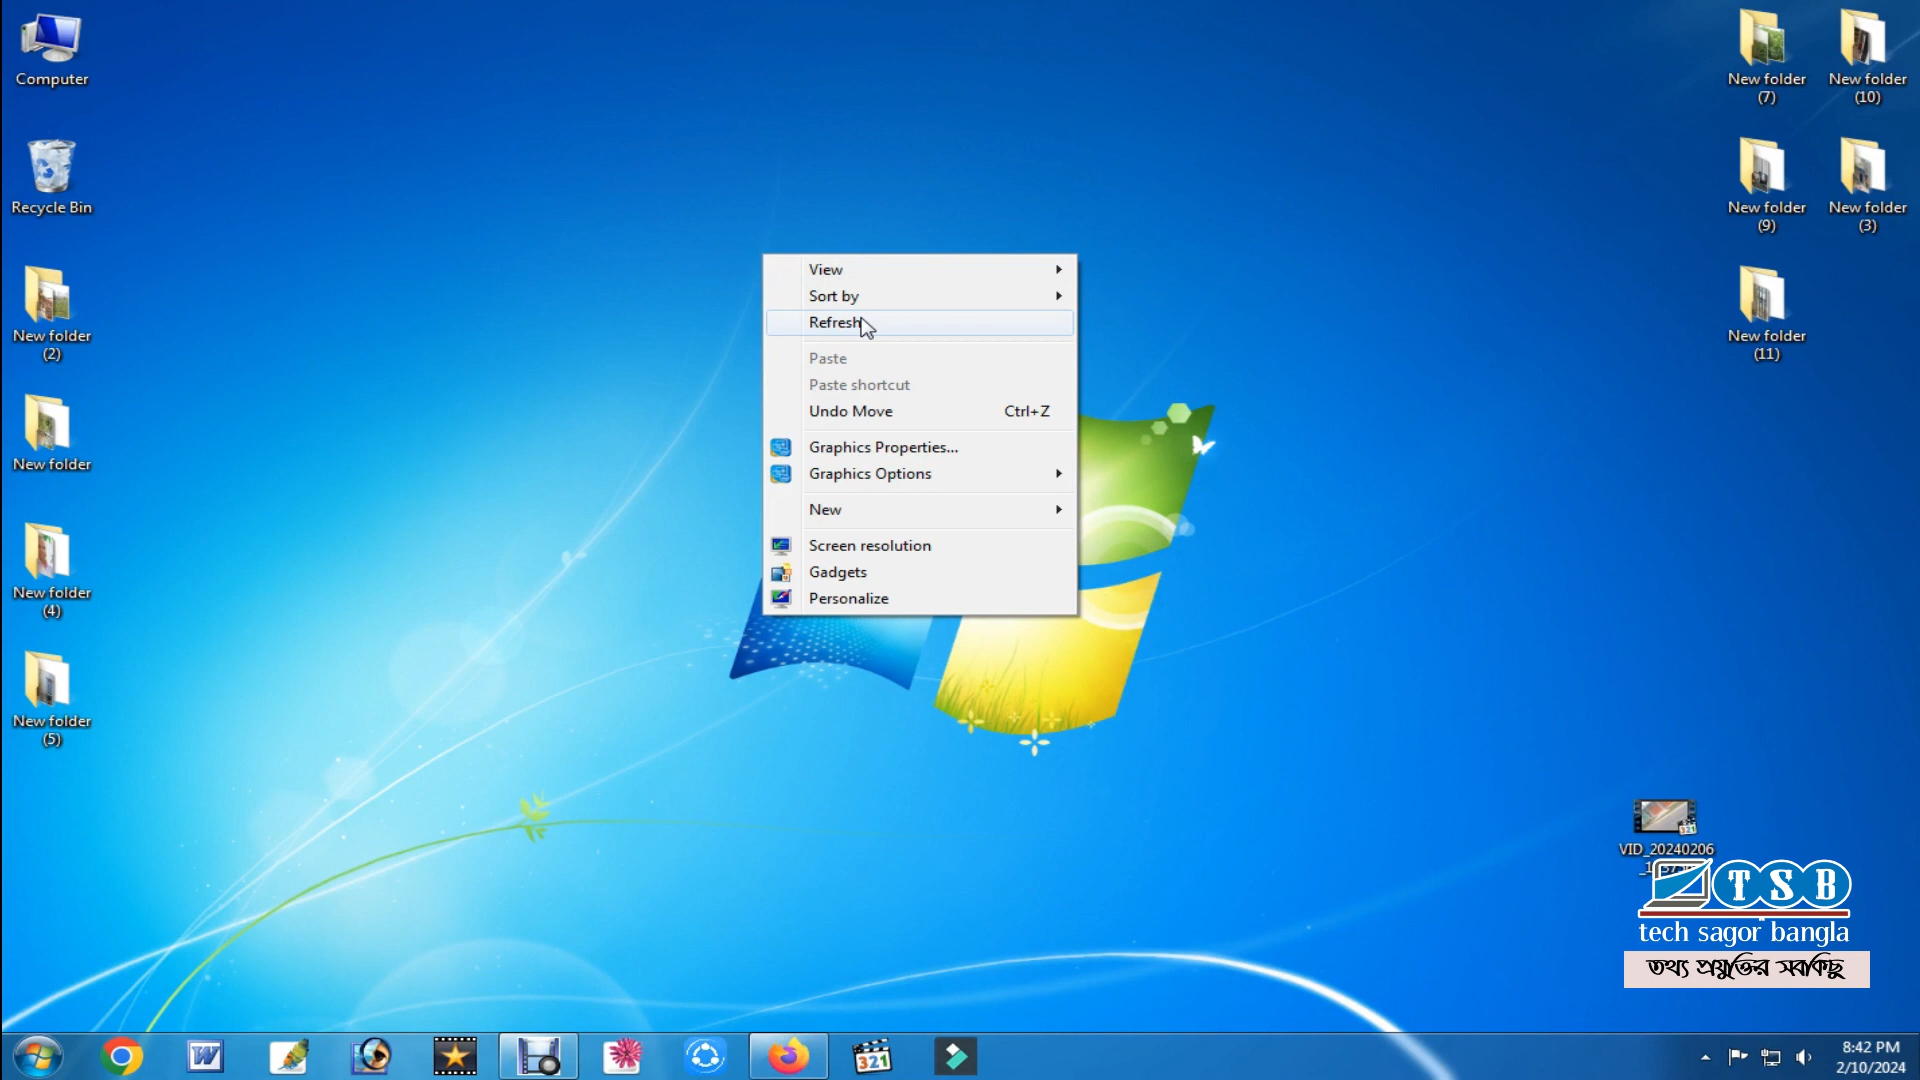 Computer
Recycle Bin
New folder
(2)
New folder
New folder
(4)
New folder
(5)
View
Sort by
Refresh
Paste
Paste shortcut
Undo Move Ctrl+Z
Graphics Properties...
Graphics Options
New
Screen resolution
Gadgets
Personalize
New folder
(7)
New folder
(10)
New folder
(9)
New folder
(3)
New folder
(11)
VID_20240206
TSB
tech sagor bangla
তথ্য প্রযুক্তির সবকিছু
W
321
8:42 PM
2/10/2024